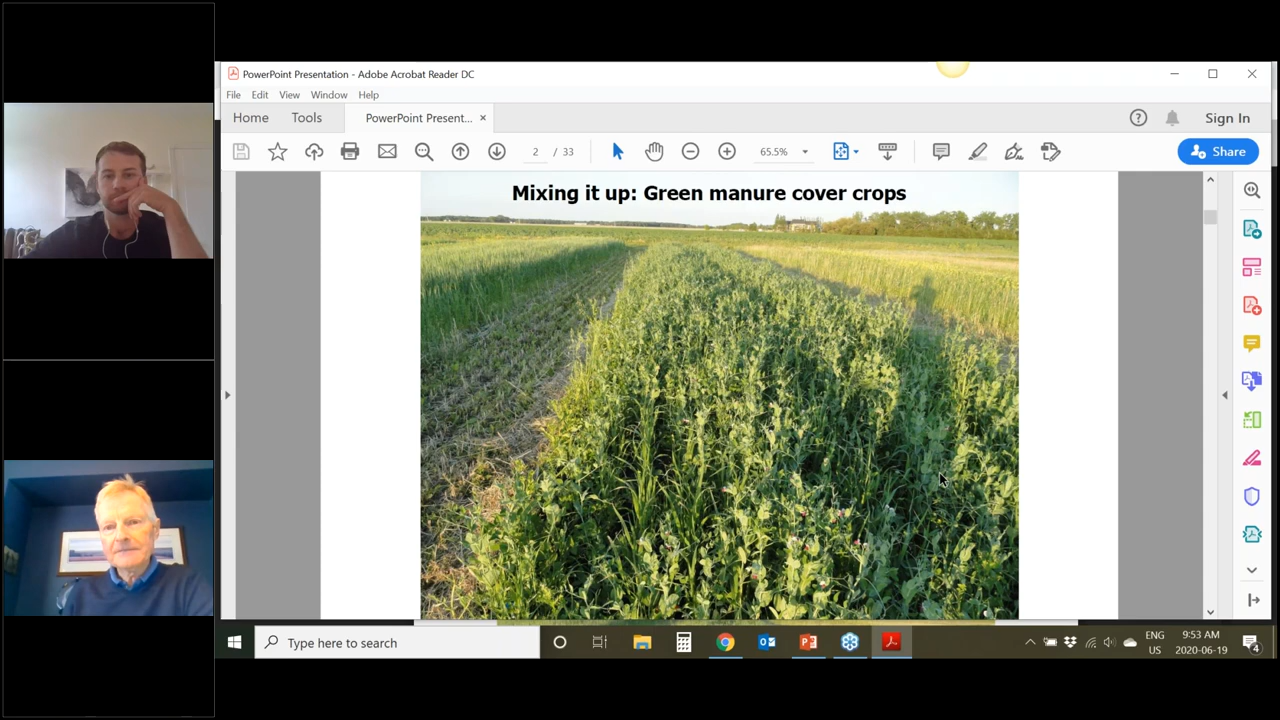 PowerPoint Presentation - Adobe Acrobat Reader DC
File Edit View Window Help
Home Tools PowerPoint Present... Sign In
2 / 33 65.5% Share
Mixing it up: Green manure cover crops
Type here to search
ENG 9:53 AM
US 2020-06-19 4